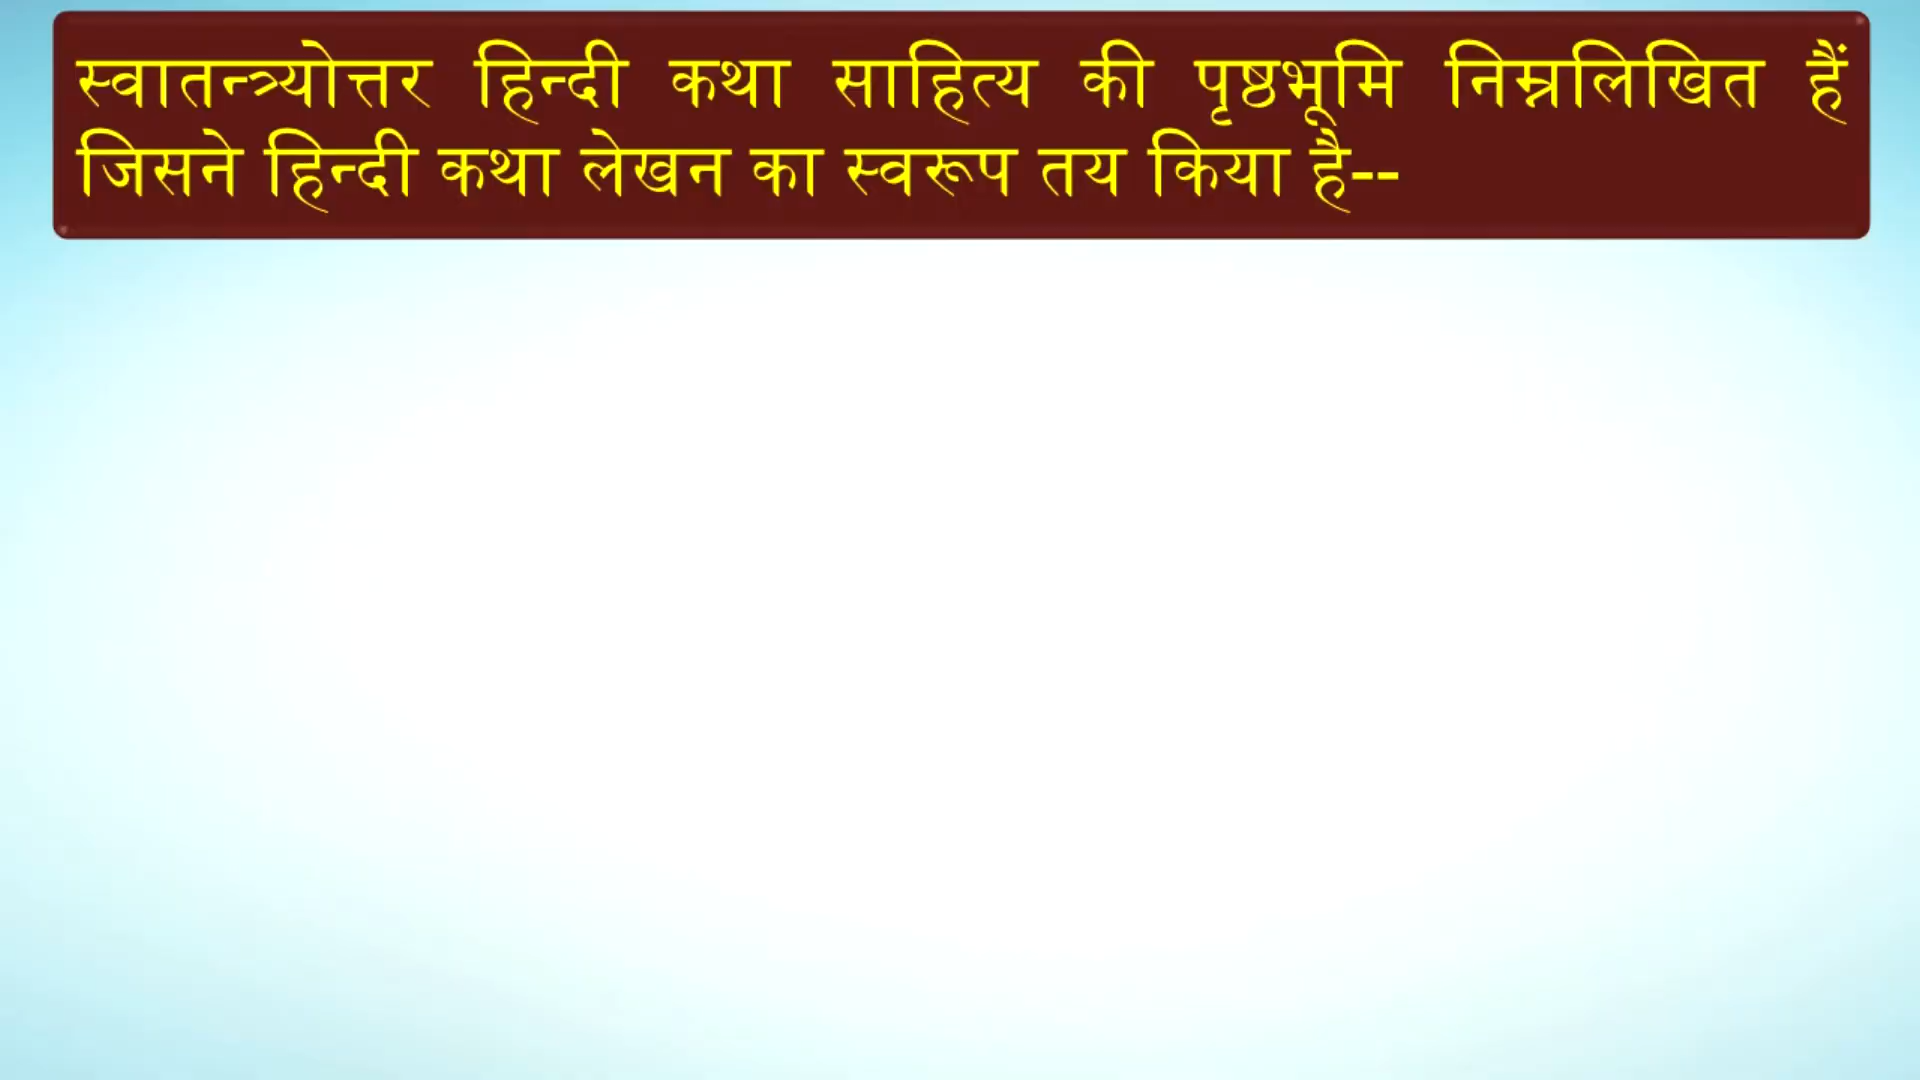 स्वातन्त्र्योत्तर हिन्दी कथा साहित्य की पृष्ठभूमि निम्नलिखित हैं
जिसने हिन्दी कथा लेखन का स्वरूप तय किया है--